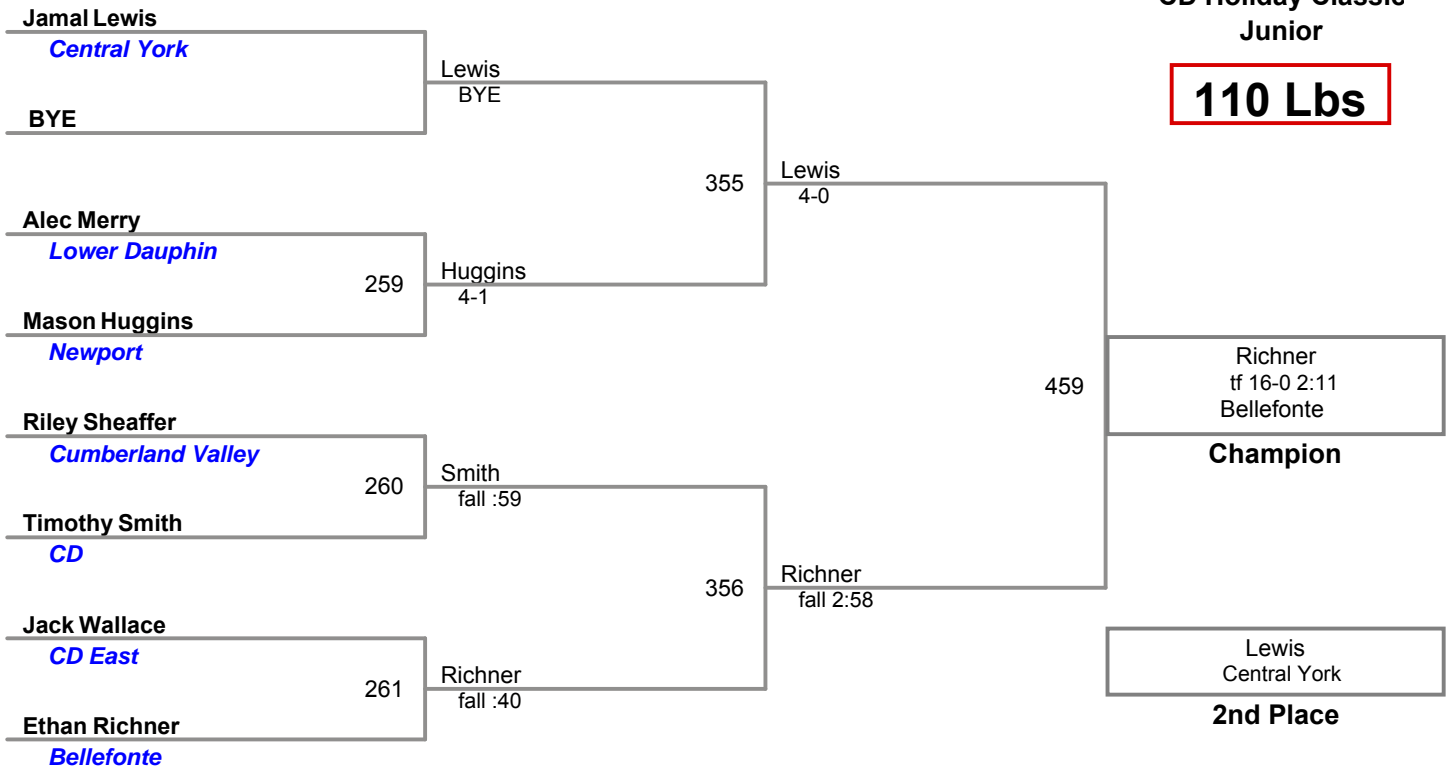 CD Holiday Classic
Junior
110 Lbs
Jamal Lewis
Central York
BYE
Lewis
BYE
Alec Merry
Lower Dauphin
259
Mason Huggins
Newport
Huggins
4-1
355
Lewis
4-0
Riley Sheaffer
Cumberland Valley
260
Timothy Smith
CD
Smith
fall :59
Jack Wallace
CD East
261
Ethan Richner
Bellefonte
Richner
fall :40
356
Richner
fall 2:58
459
Richner
tf 16-0 2:11
Bellefonte
Champion
Lewis
Central York
2nd Place